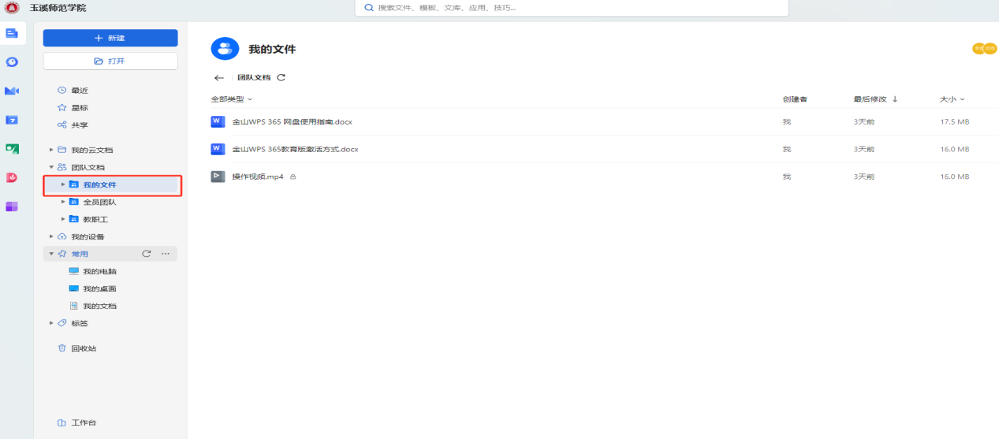 玉溪师范学院
搜索文件、模板、文库、应用、技巧...
新建
打开
最近
星标
共享
我的云文档
团队文档
我的文件
全员团队
教职工
我的设备
常用
我的电脑
我的桌面
我的文档
标签
回收站
工作台
我的文件
团队文档
全部类型 创建者 最后修改 大小
金山WPS 365 网盘使用指南.docx 我 3天前 17.5 MB
金山WPS 365教育版激活方式.docx 我 3天前 16.0 MB
操作视频.mp4 我 3天前 16.0 MB